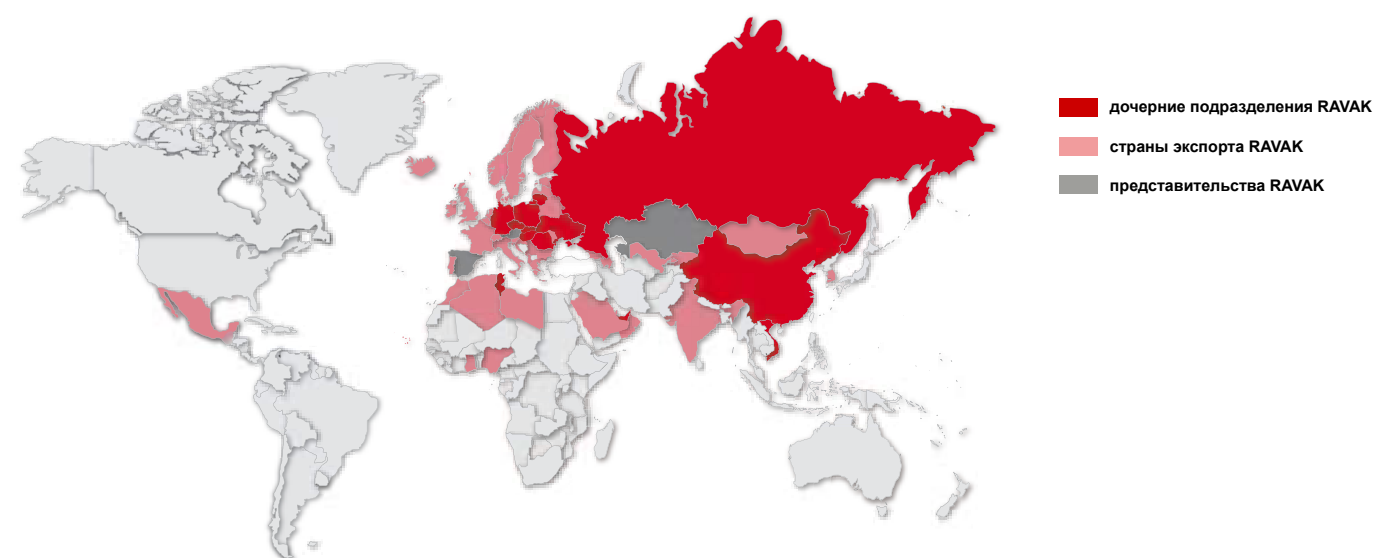 дочерние подразделения RAVAK
страны экспорта RAVAK
представительства RAVAK